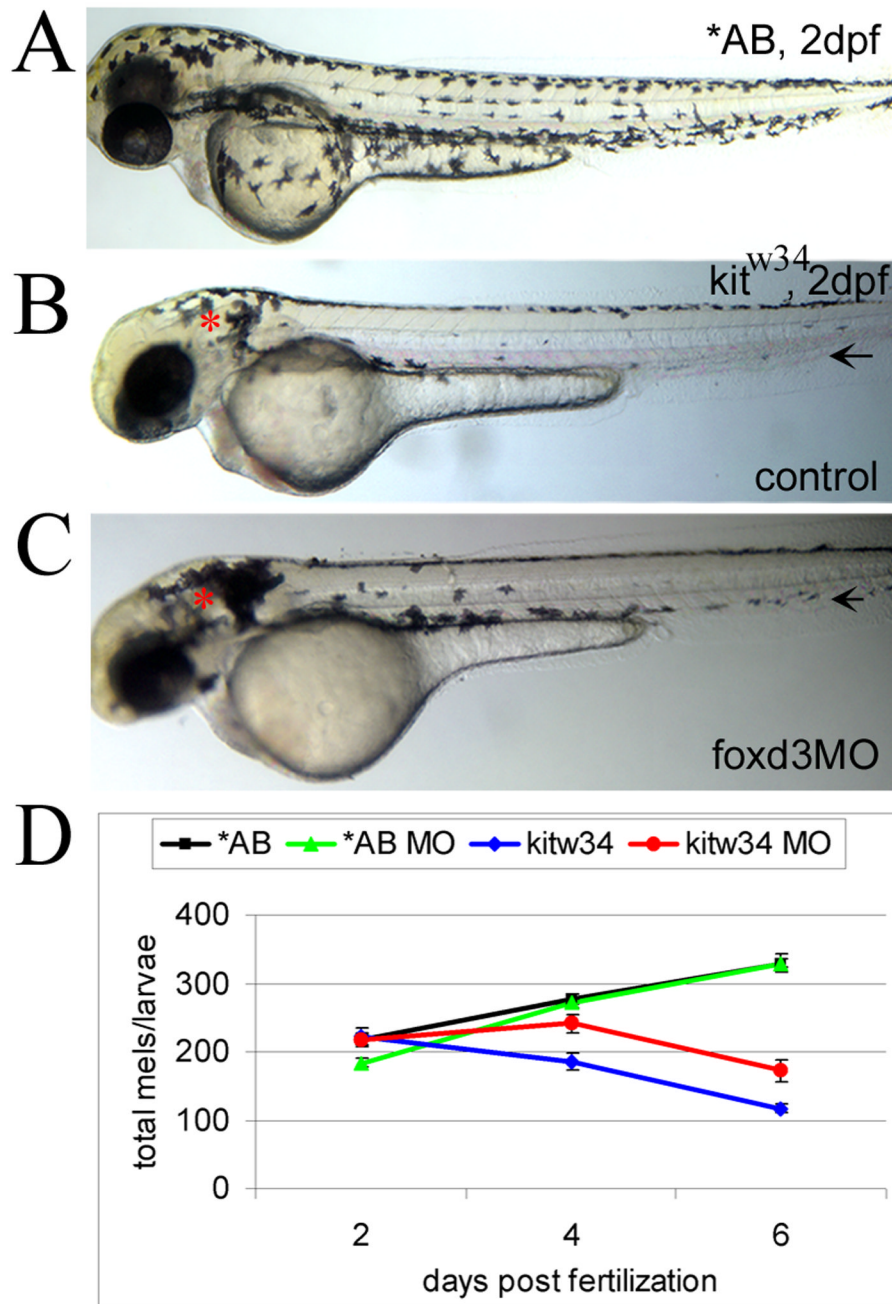 A
*AB, 2dpf
B
kit^w34, 2dpf
*
control
C
*
foxd3MO
D
*AB *AB MO kitw34 kitw34 MO
400
300
200
100
0
total mels/larvae
2 4 6
days post fertilization